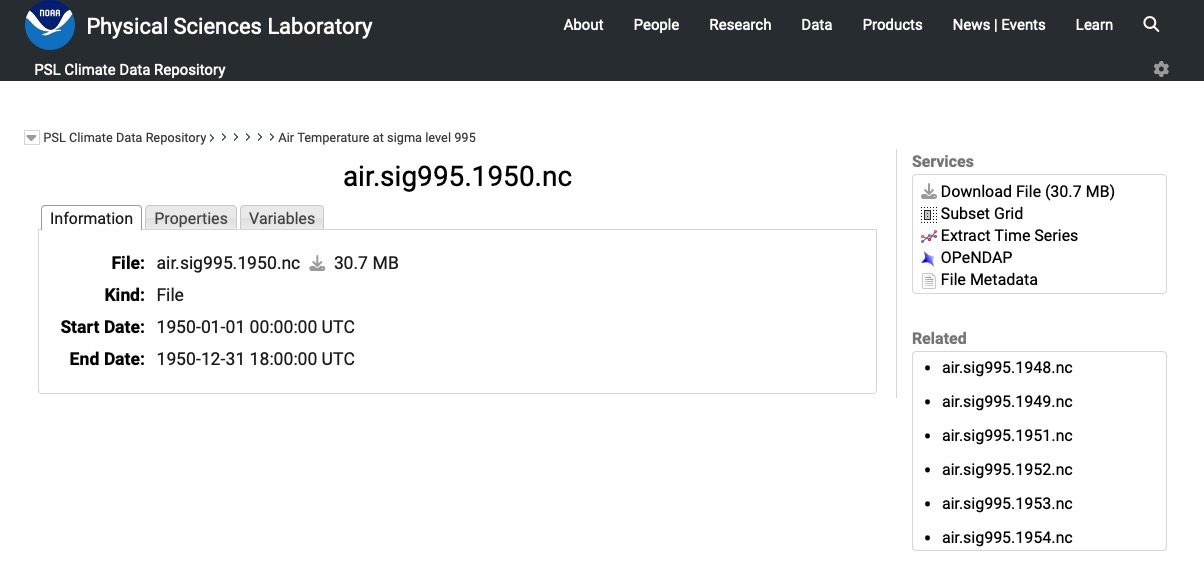 NOAA
Physical Sciences Laboratory
About People Research Data Products News | Events Learn
PSL Climate Data Repository
PSL Climate Data Repository > > > > > > Air Temperature at sigma level 995
air.sig995.1950.nc
Information Properties Variables
File: air.sig995.1950.nc 30.7 MB
Kind: File
Start Date: 1950-01-01 00:00:00 UTC
End Date: 1950-12-31 18:00:00 UTC
Services
Download File (30.7 MB)
Subset Grid
Extract Time Series
OPeNDAP
File Metadata
Related
• air.sig995.1948.nc
• air.sig995.1949.nc
• air.sig995.1951.nc
• air.sig995.1952.nc
• air.sig995.1953.nc
• air.sig995.1954.nc